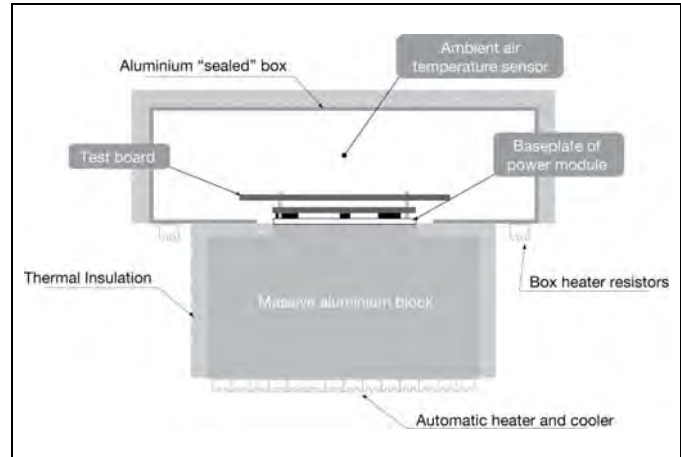 Ambient air
temperature sensor
Aluminium “sealed” box
Test board
Baseplate of
power module
Thermal Insulation
Massive aluminium block
Box heater resistors
Automatic heater and cooler